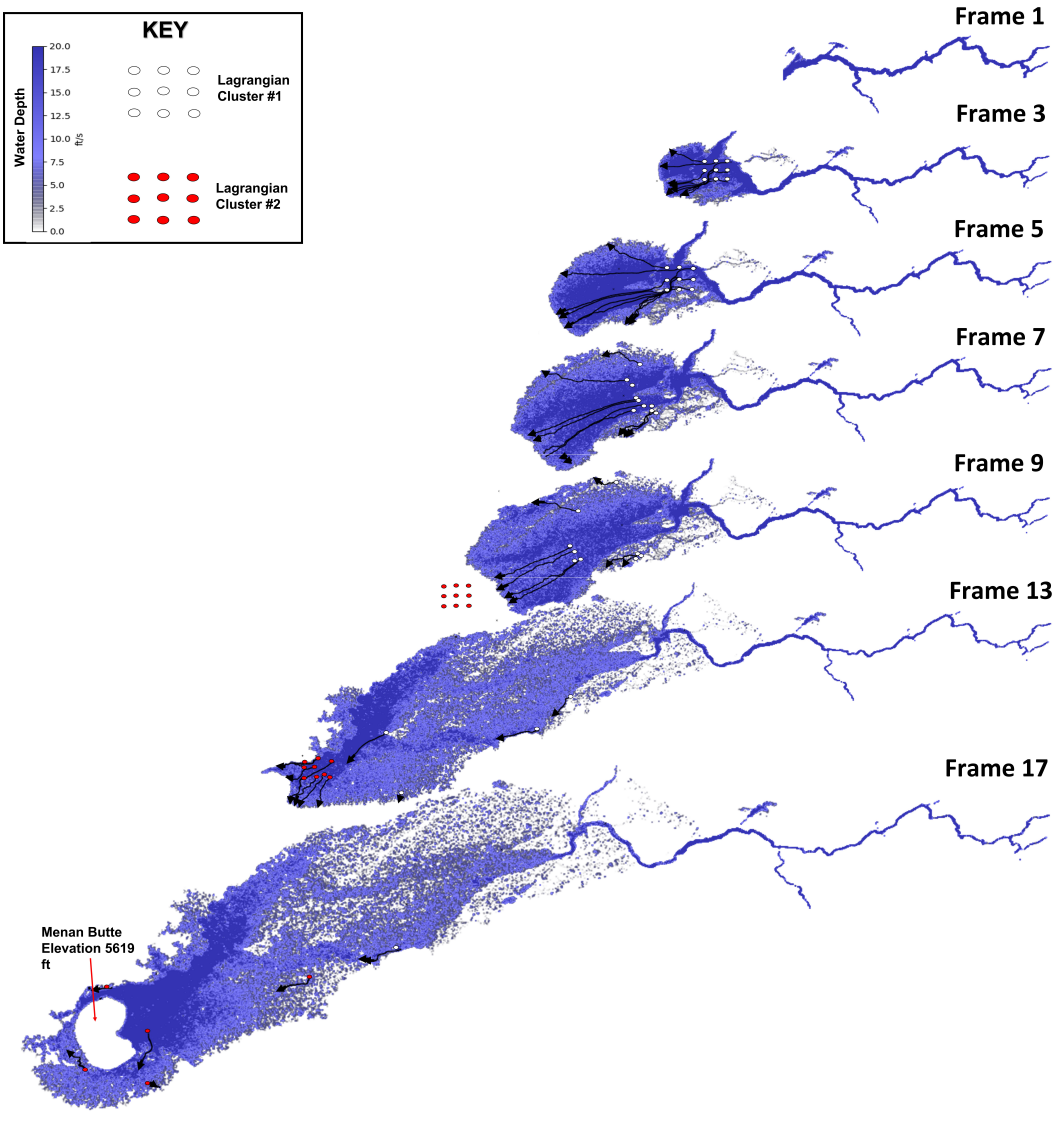 KEY
20.0
17.5
15.0
12.5
10.0
7.5
5.0
2.5
0.0
Water Depth
ft/s
Lagrangian
Cluster #1
Lagrangian
Cluster #2
Frame 1
Frame 3
Frame 5
Frame 7
Frame 9
Frame 13
Frame 17
Menan Butte
Elevation 5619
ft